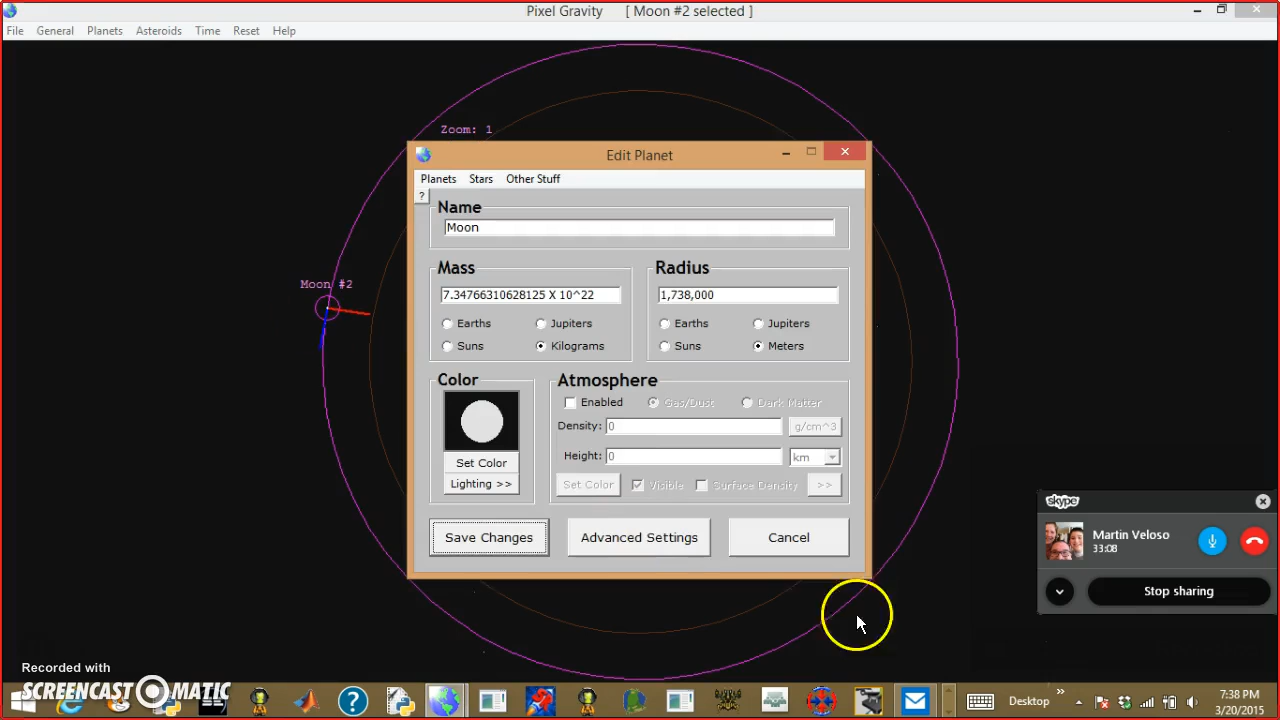 Pixel Gravity [ Moon #2 selected ]
File General Planets Asteroids Time Reset Help
Zoom: 1
Edit Planet
Planets Stars Other Stuff
?
Name
Moon
Mass
Radius
7.34766310628125 X 10^22
1,738,000
Earths Jupiters
Earths Jupiters
Suns Kilograms
Suns Meters
Moon #2
Color
Atmosphere
Enabled Gas/Dust Dark Matter
Density: 0 g/cm^3
Height: 0 km
Set Color
Lighting >>
Set Color Visible Surface Density >>
Save Changes Advanced Settings Cancel
skype
Martin Veloso
33:08
Stop sharing
Recorded with
SCREENCAST-O-MATIC
Desktop
7:38 PM
3/20/2015